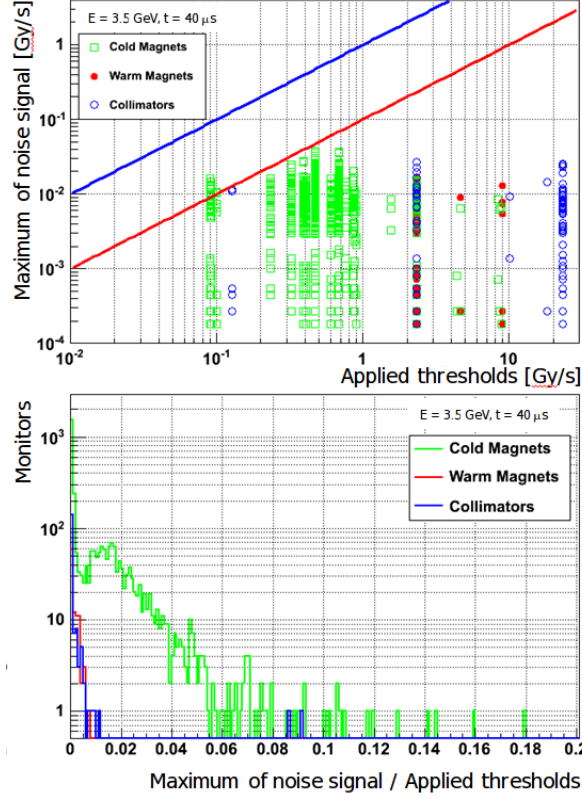 Maximum of noise signal [Gy/s]
E = 3.5 GeV, t = 40 μs
Cold Magnets
Warm Magnets
Collimators
1
10⁻¹
10⁻²
10⁻³
10⁻⁴
10⁻² 10⁻¹ 1 10
Applied thresholds [Gy/s]
Monitors
E = 3.5 GeV, t = 40 μs
Cold Magnets
Warm Magnets
Collimators
10³
10²
10
1
0 0.02 0.04 0.06 0.08 0.1 0.12 0.14 0.16 0.18 0.2
Maximum of noise signal / Applied thresholds